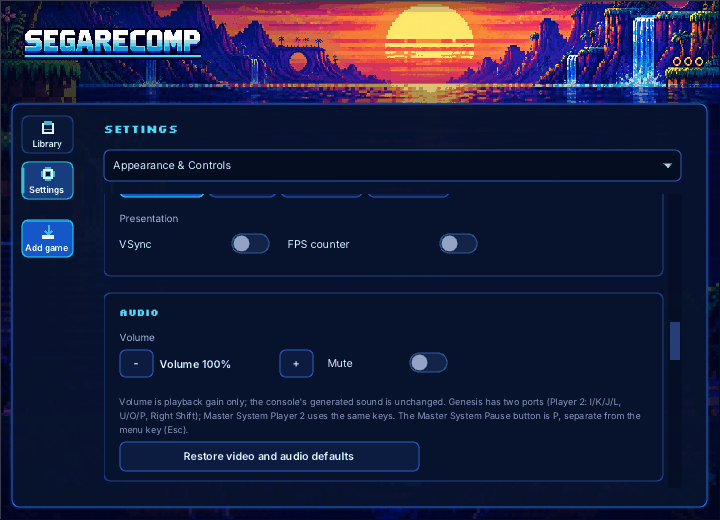 SEGARECOMP
SETTINGS
Library
Appearance & Controls
Settings
Presentation
VSync
FPS counter
Add game
AUDIO
Volume
-
Volume 100%
+
Mute
Volume is playback gain only; the console's generated sound is unchanged. Genesis has two ports (Player 2: I/K/J/L,
U/O/P, Right Shift); Master System Player 2 uses the same keys. The Master System Pause button is P, separate from the
menu key (Esc).
Restore video and audio defaults